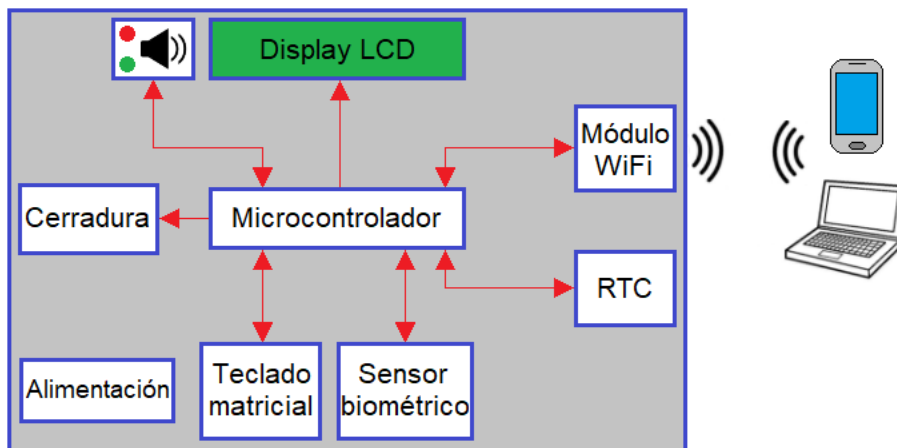 Display LCD
Módulo
WiFi
Cerradura
Microcontrolador
RTC
Alimentación
Teclado
matricial
Sensor
biométrico